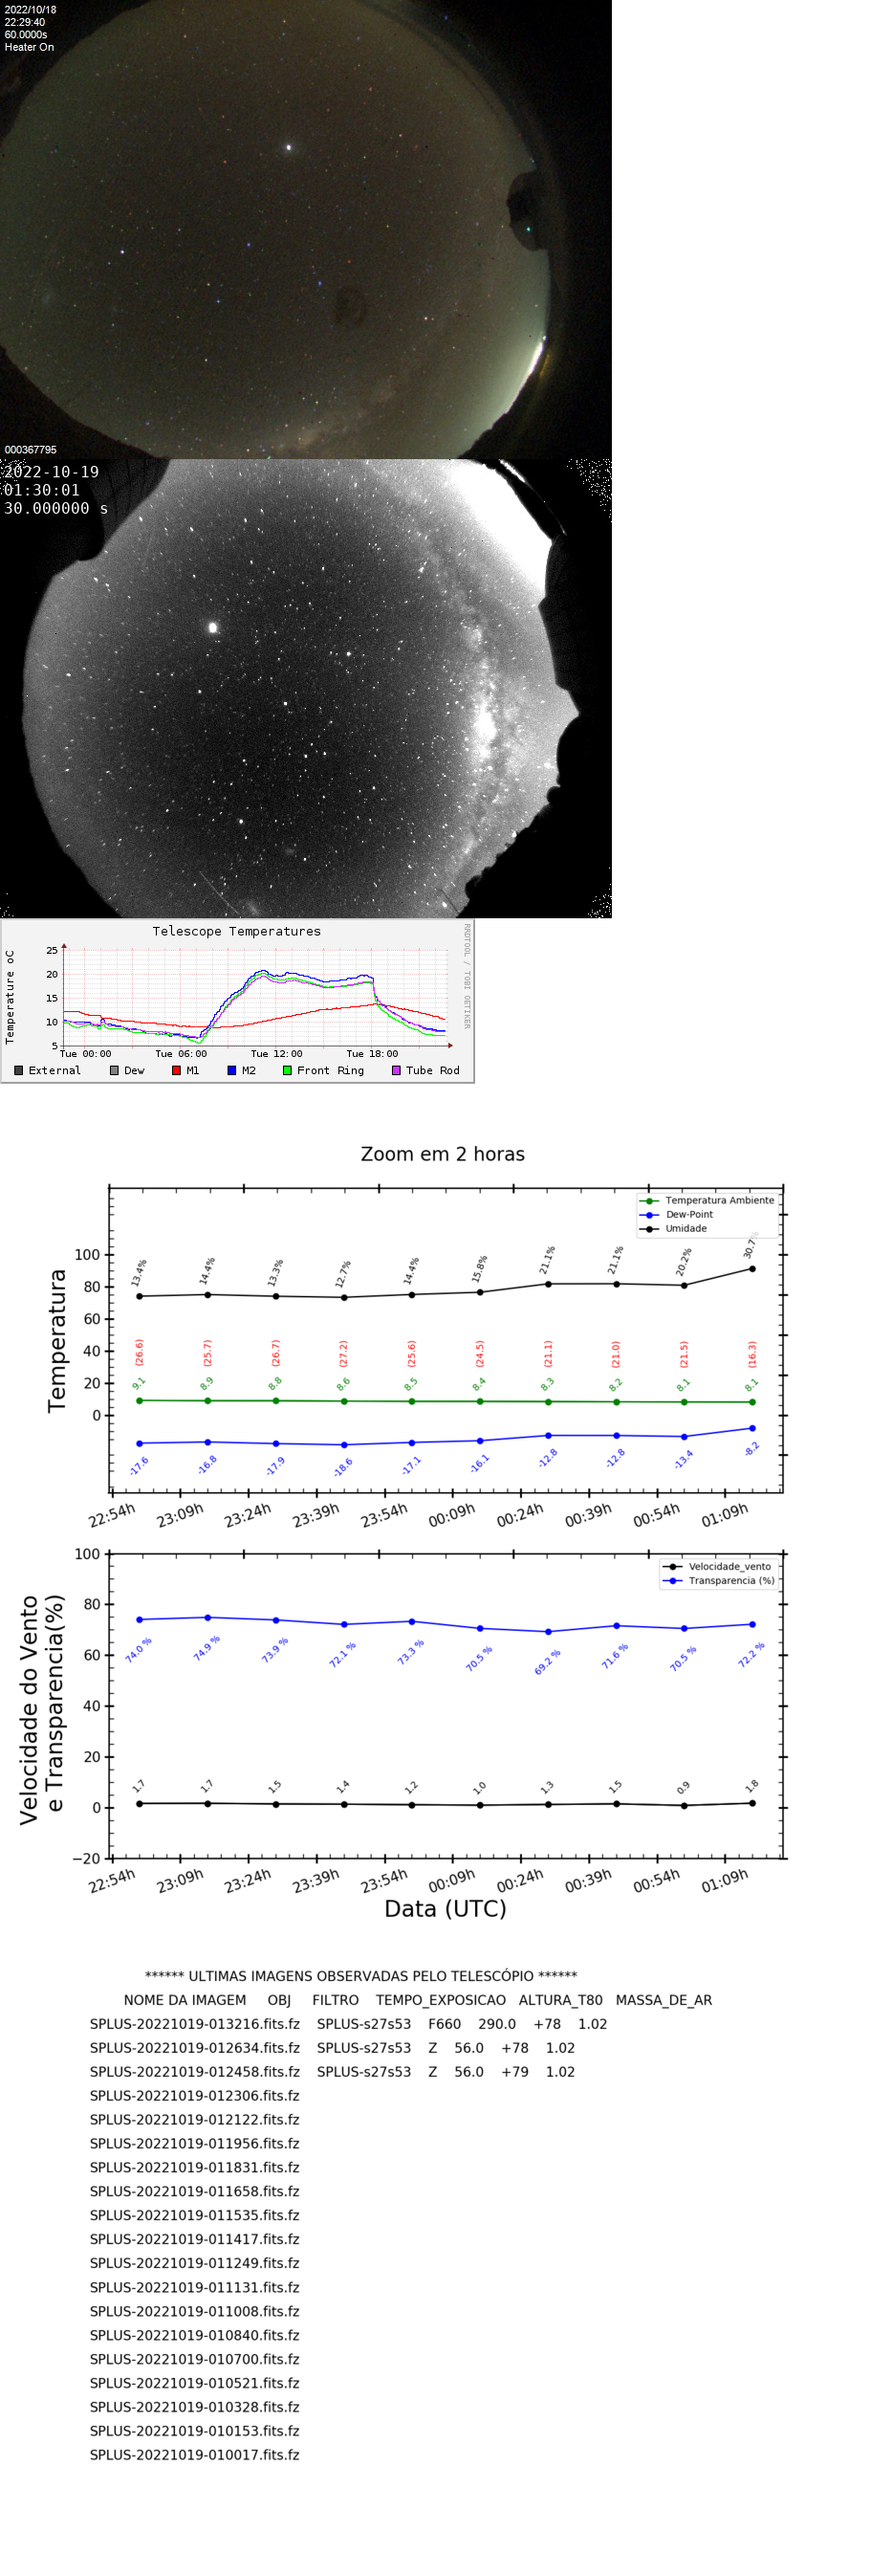 2022/10/18
22:29:40
60.0000s
Heater On
000367795
2022-10-19
01:30:01
30.000000 s
Telescope Temperatures
RRDTOOL / TOBI OETIKER
Temperature oC
25
20
15
10
5
Tue 00:00 Tue 06:00 Tue 12:00 Tue 18:00
External Dew M1 M2 Front Ring Tube Rod
Zoom em 2 horas
Temperatura Ambiente
Dew-Point
Umidade
Temperatura
100
80
60
40
20
0
13.4% 14.4% 13.3% 12.7% 14.4% 15.8% 21.1% 21.1% 20.2% 30.7%
(26.6) (25.7) (26.7) (27.2) (25.6) (24.5) (21.1) (21.0) (21.5) (16.3)
9.1 8.9 8.8 8.6 8.5 8.4 8.3 8.2 8.1 8.1
-17.6 -16.8 -17.9 -18.6 -17.1 -16.1 -12.8 -12.8 -13.4 -8.2
22:54h 23:09h 23:24h 23:39h 23:54h 00:09h 00:24h 00:39h 00:54h 01:09h
Velocidade_vento
Transparencia (%)
Velocidade do Vento
e Transparencia(%)
100
80
60
40
20
0
−20
74.0 % 74.9 % 73.9 % 72.1 % 73.3 % 70.5 % 69.2 % 71.6 % 70.5 % 72.2 %
1.7 1.7 1.5 1.4 1.2 1.0 1.3 1.5 0.9 1.8
22:54h 23:09h 23:24h 23:39h 23:54h 00:09h 00:24h 00:39h 00:54h 01:09h
Data (UTC)
****** ULTIMAS IMAGENS OBSERVADAS PELO TELESCÓPIO ******
NOME DA IMAGEM OBJ FILTRO TEMPO_EXPOSICAO ALTURA_T80 MASSA_DE_AR
SPLUS-20221019-013216.fits.fz SPLUS-s27s53 F660 290.0 +78 1.02
SPLUS-20221019-012634.fits.fz SPLUS-s27s53 Z 56.0 +78 1.02
SPLUS-20221019-012458.fits.fz SPLUS-s27s53 Z 56.0 +79 1.02
SPLUS-20221019-012306.fits.fz
SPLUS-20221019-012122.fits.fz
SPLUS-20221019-011956.fits.fz
SPLUS-20221019-011831.fits.fz
SPLUS-20221019-011658.fits.fz
SPLUS-20221019-011535.fits.fz
SPLUS-20221019-011417.fits.fz
SPLUS-20221019-011249.fits.fz
SPLUS-20221019-011131.fits.fz
SPLUS-20221019-011008.fits.fz
SPLUS-20221019-010840.fits.fz
SPLUS-20221019-010700.fits.fz
SPLUS-20221019-010521.fits.fz
SPLUS-20221019-010328.fits.fz
SPLUS-20221019-010153.fits.fz
SPLUS-20221019-010017.fits.fz